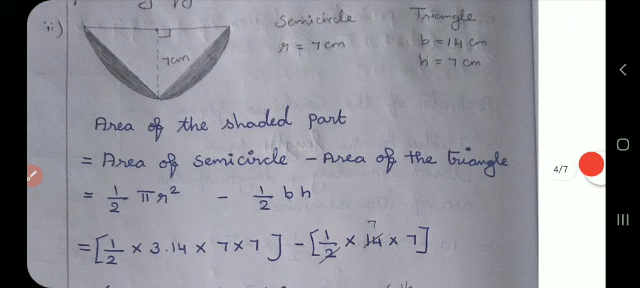 ii)
Semicircle
r = 7 cm
Triangle
b = 14 cm
h = 7 cm
7cm
Area of the shaded part
= Area of semicircle - Area of the triangle
= 1/2 πr² - 1/2 bh
= [1/2 × 3.14 × 7×7] - [1/2 × 14 × 7]
7
4/7